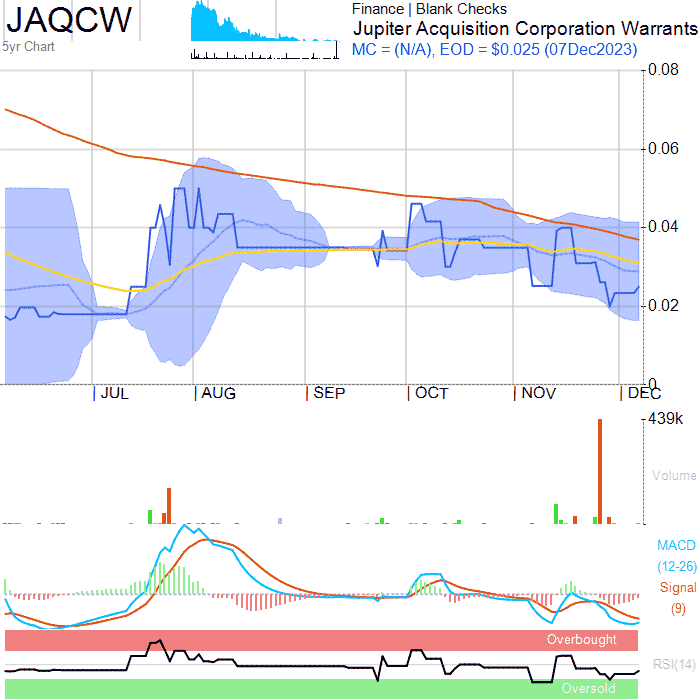 JAQCW
5yr Chart
Finance | Blank Checks
Jupiter Acquisition Corporation Warrants
MC = (N/A), EOD = $0.025 (07Dec2023)
0.08
0.06
0.04
0.02
0
JUL AUG SEP OCT NOV DEC
439k
Volume
MACD
(12-26)
Signal
(9)
Overbought
RSI(14)
Oversold